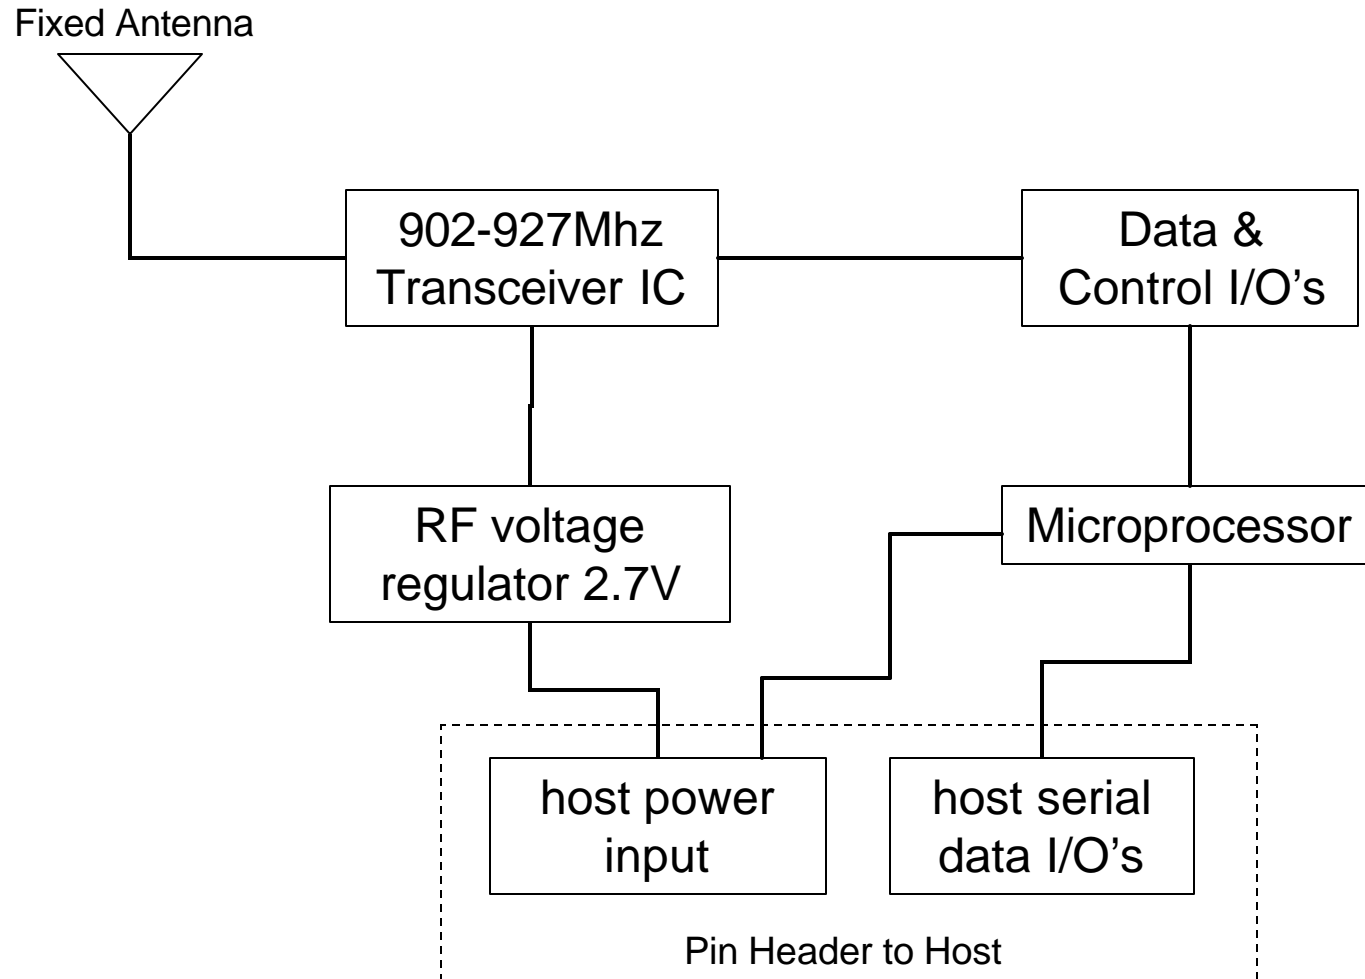 Fixed Antenna
902-927Mhz
Transceiver IC
Data &
Control I/O's
RF voltage
regulator 2.7V
Microprocessor
host power
input
host serial
data I/O's
Pin Header to Host